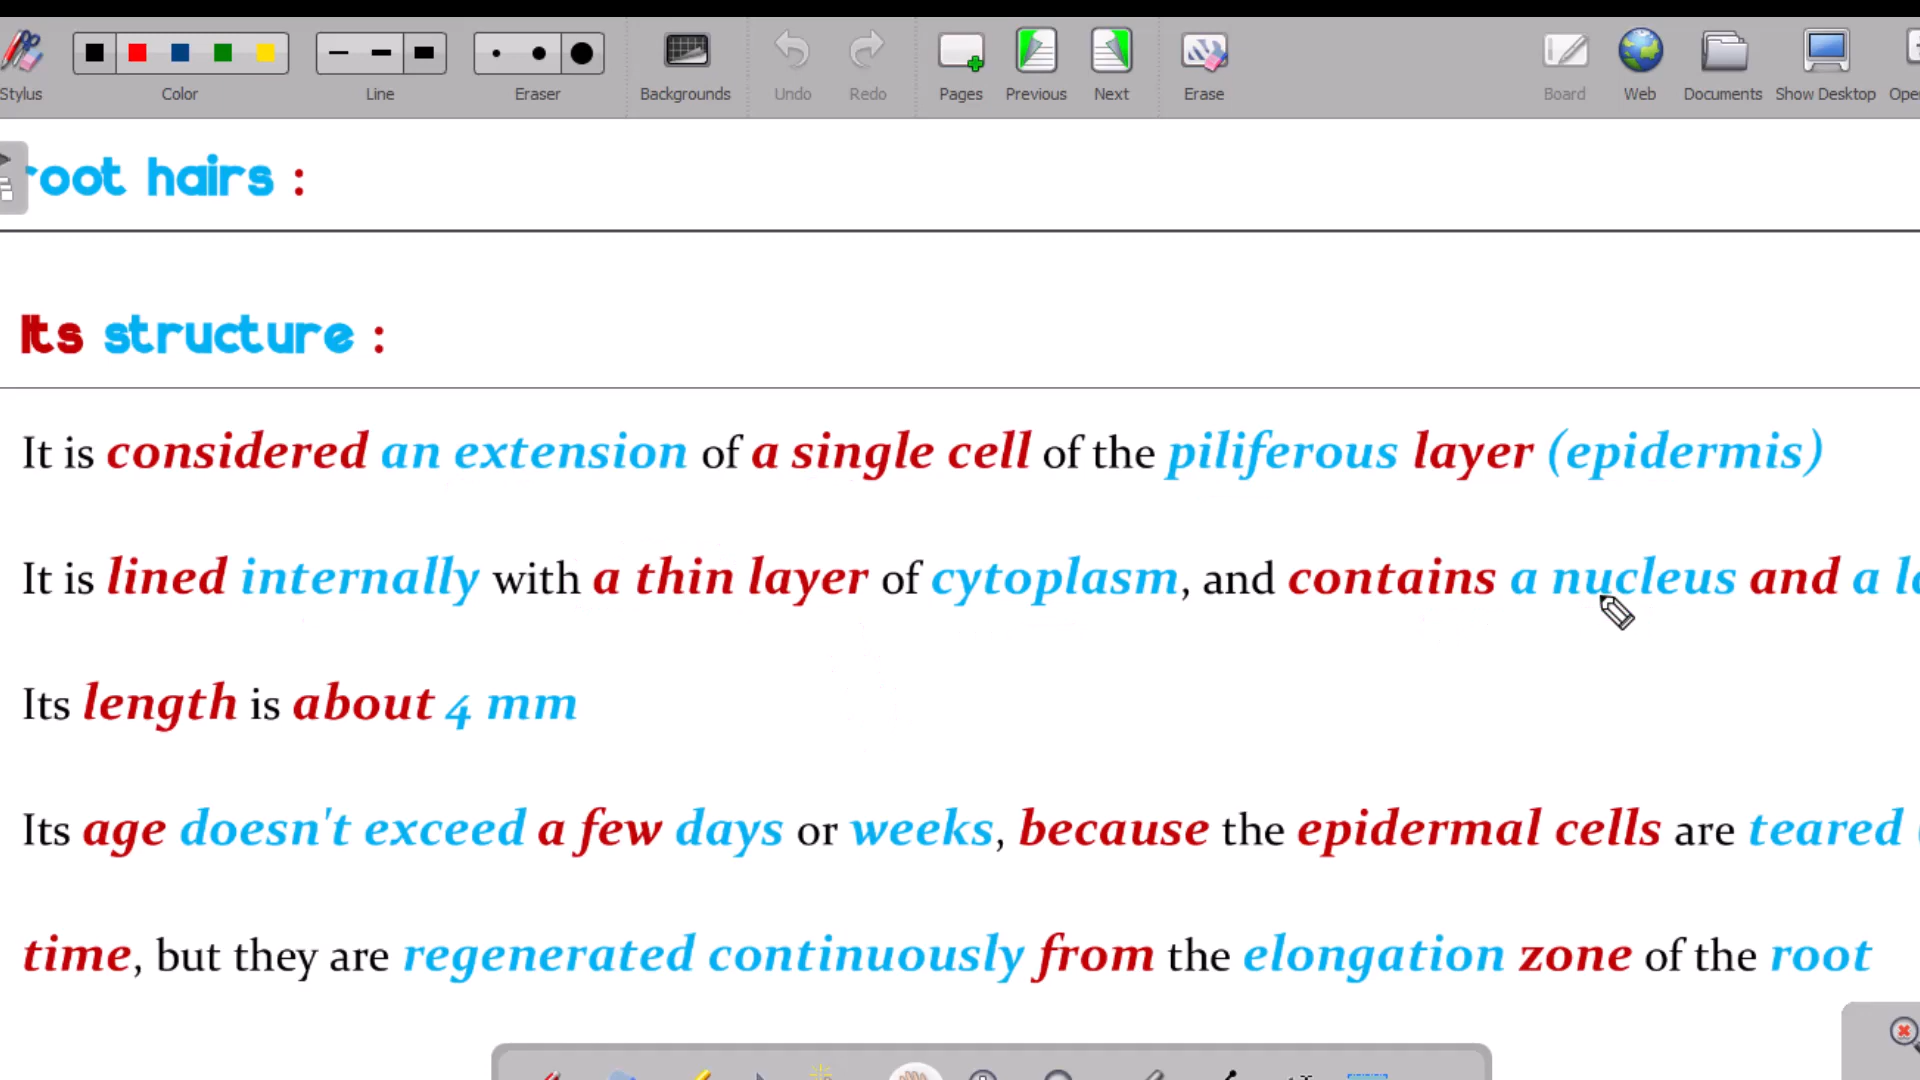 Stylus Color Line Eraser Backgrounds Undo Redo Pages Previous Next Erase Board Web Documents Show Desktop
root hairs :
Its structure :
It is considered an extension of a single cell of the piliferous layer (epidermis)
It is lined internally with a thin layer of cytoplasm, and contains a nucleus and a
Its length is about 4 mm
Its age doesn't exceed a few days or weeks, because the epidermal cells are teared
time, but they are regenerated continuously from the elongation zone of the root